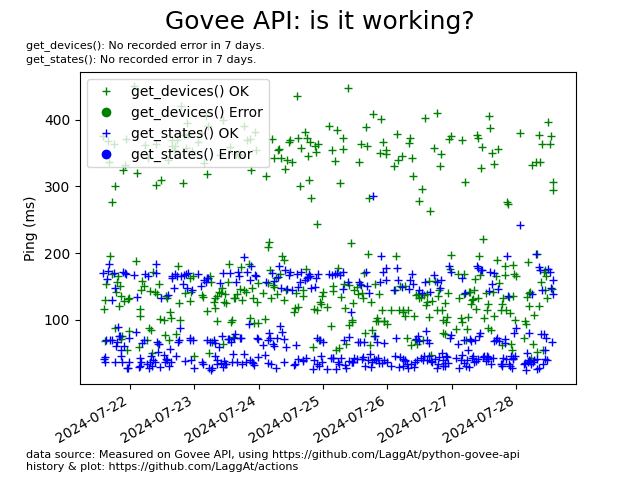 Govee API: is it working?
get_devices(): No recorded error in 7 days.
get_states(): No recorded error in 7 days.
get_devices() OK
get_devices() Error
get_states() OK
get_states() Error
Ping (ms)
400
300
200
100
2024-07-22
2024-07-23
2024-07-24
2024-07-25
2024-07-26
2024-07-27
2024-07-28
data source: Measured on Govee API, using https://github.com/LaggAt/python-govee-api
history & plot: https://github.com/LaggAt/actions